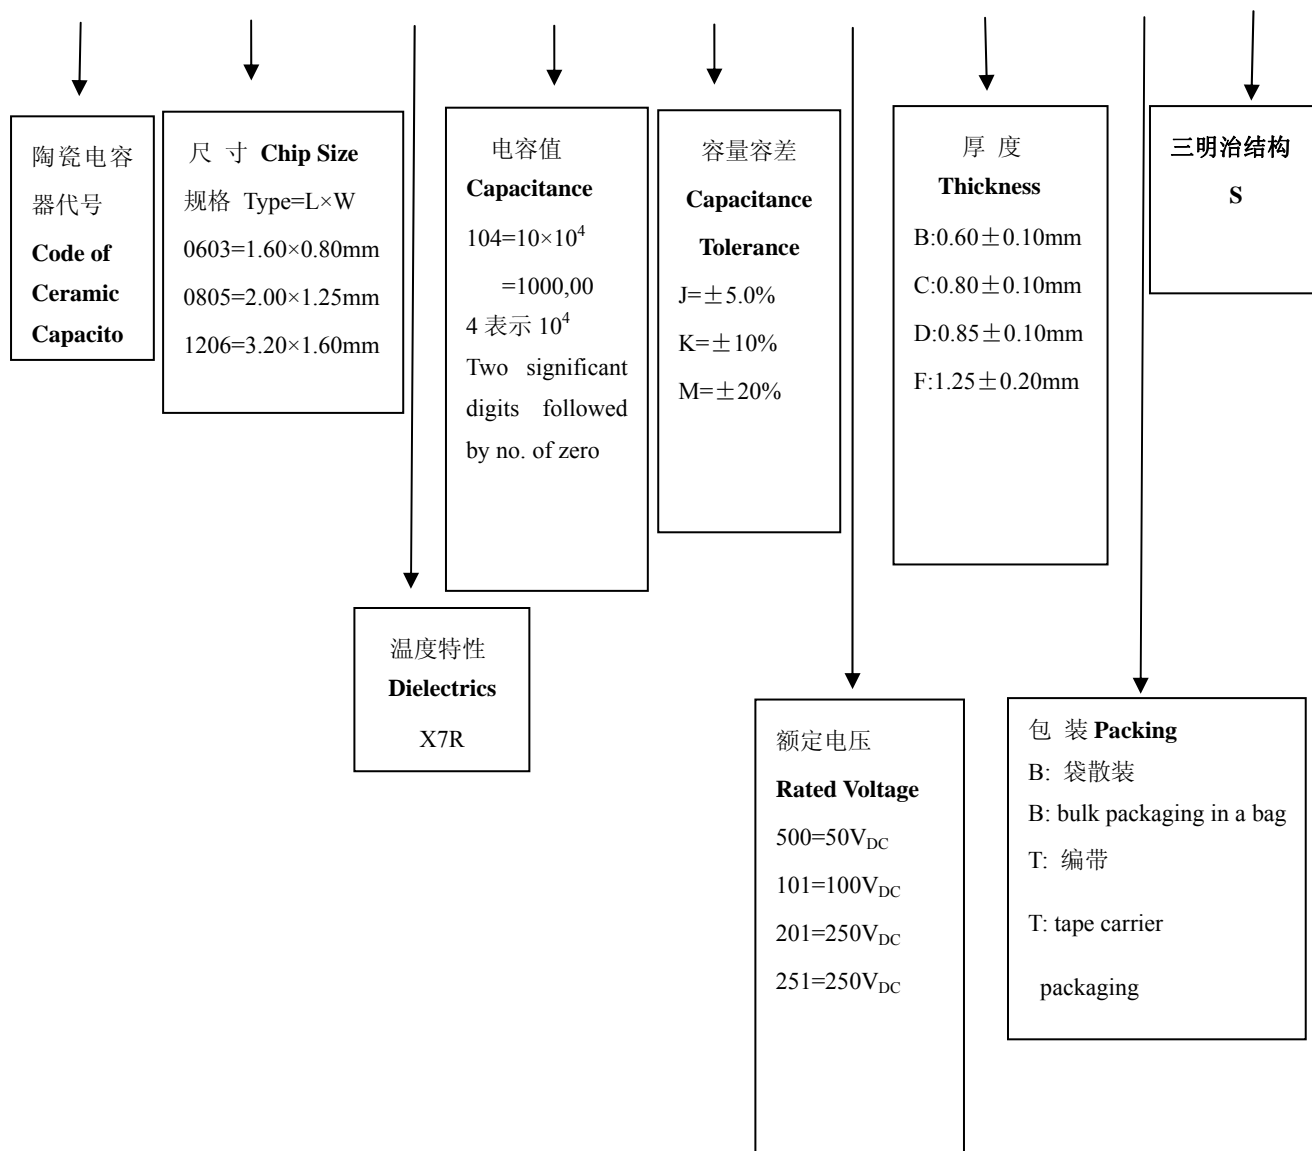 陶瓷电容
器代号
Code of
Ceramic
Capacito
尺 寸 Chip Size
规格 Type=L×W
0603=1.60×0.80mm
0805=2.00×1.25mm
1206=3.20×1.60mm
电容值
Capacitance
104=10×10⁴
=1000,00
4 表示 10⁴
Two significant
digits followed
by no. of zero
容量容差
Capacitance
Tolerance
J=±5.0%
K=±10%
M=±20%
厚 度
Thickness
B:0.60±0.10mm
C:0.80±0.10mm
D:0.85±0.10mm
F:1.25±0.20mm
三明治结构
S
温度特性
Dielectrics
X7R
额定电压
Rated Voltage
500=50V_DC
101=100V_DC
201=250V_DC
251=250V_DC
包 装 Packing
B: 袋散装
B: bulk packaging in a bag
T: 编带
T: tape carrier
packaging